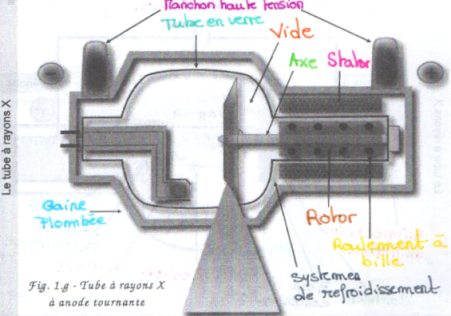 Manchon haute tension
Tube en verre
Vide
Axe Stator
-
+
Le tube à rayons X
Gaine
Plombée
Rotor
Roulement à
bille
systemes
de refroidissement
Fig. 1.g - Tube à rayons X
à anode tournante